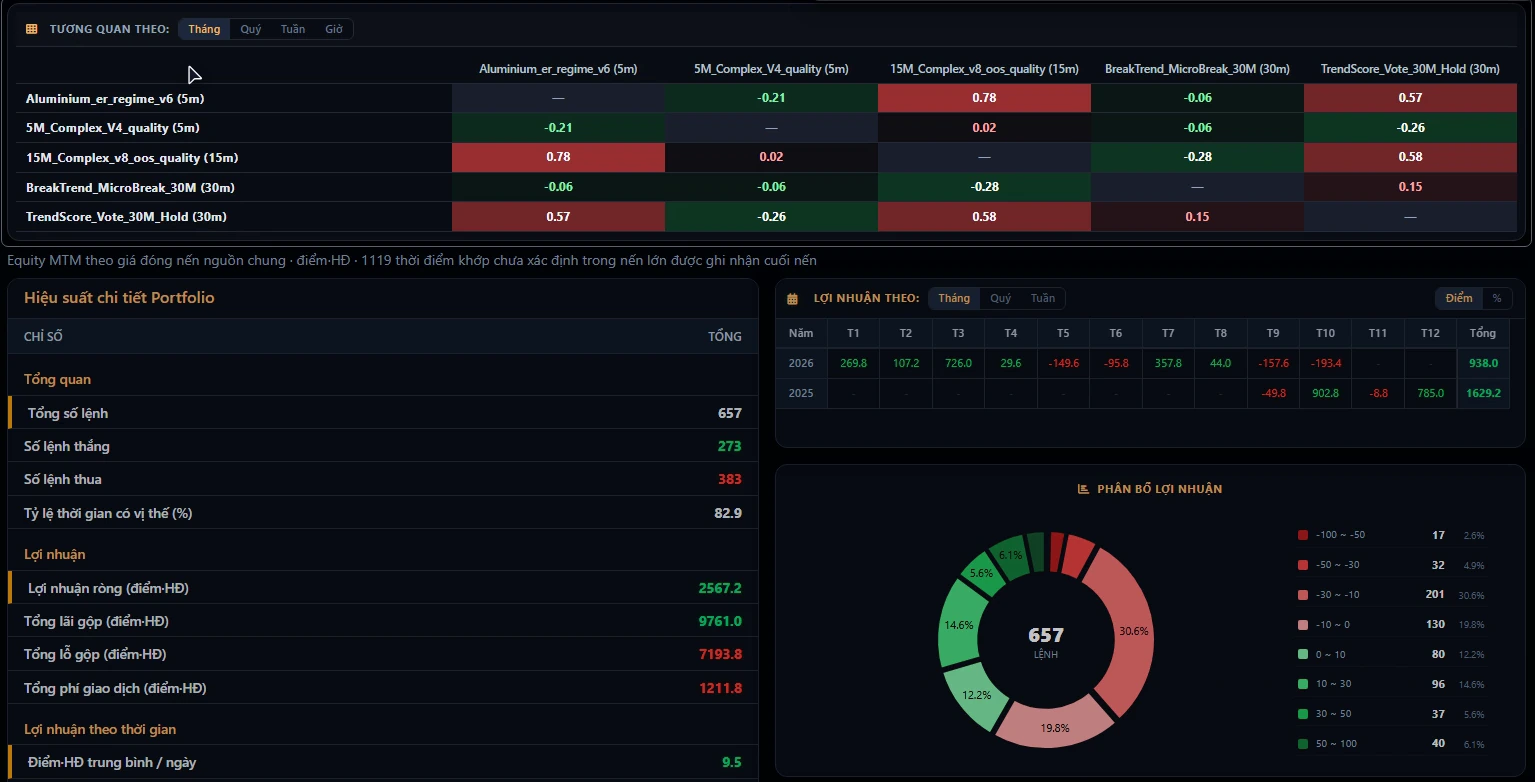 TƯƠNG QUAN THEO: Tháng Quý Tuần Giờ
Aluminium_er_regime_v6 (5m) 5M_Complex_V4_quality (5m) 15M_Complex_v8_oos_quality (15m) BreakTrend_MicroBreak_30M (30m) TrendScore_Vote_30M_Hold (30m)
Aluminium_er_regime_v6 (5m) — -0.21 0.78 -0.06 0.57
5M_Complex_V4_quality (5m) -0.21 — 0.02 -0.06 -0.26
15M_Complex_v8_oos_quality (15m) 0.78 0.02 — -0.28 0.58
BreakTrend_MicroBreak_30M (30m) -0.06 -0.06 -0.28 — 0.15
TrendScore_Vote_30M_Hold (30m) 0.57 -0.26 0.58 0.15 —
Equity MTM theo giá đóng nến nguồn chung · điểm·HĐ · 1119 thời điểm khớp chưa xác định trong nến lớn được ghi nhận cuối nến
Hiệu suất chi tiết Portfolio
CHỈ SỐ TỔNG
Tổng quan
Tổng số lệnh 657
Số lệnh thắng 273
Số lệnh thua 383
Tỷ lệ thời gian có vị thế (%) 82.9
Lợi nhuận
Lợi nhuận ròng (điểm·HĐ) 2567.2
Tổng lãi gộp (điểm·HĐ) 9761.0
Tổng lỗ gộp (điểm·HĐ) 7193.8
Tổng phí giao dịch (điểm·HĐ) 1211.8
Lợi nhuận theo thời gian
Điểm·HĐ trung bình / ngày 9.5
LỢI NHUẬN THEO: Tháng Quý Tuần Điểm %
Năm T1 T2 T3 T4 T5 T6 T7 T8 T9 T10 T11 T12 Tổng
2026 269.8 107.2 726.0 29.6 -149.6 -95.8 357.8 44.0 -157.6 -193.4 - - 938.0
2025 - - - - - - - - -49.8 902.8 -8.8 785.0 1629.2
PHÂN BỔ LỢI NHUẬN
6.1%
5.6%
14.6%
12.2%
19.8%
30.6%
657
LỆNH
-100 ~ -50 17 2.6%
-50 ~ -30 32 4.9%
-30 ~ -10 201 30.6%
-10 ~ 0 130 19.8%
0 ~ 10 80 12.2%
10 ~ 30 96 14.6%
30 ~ 50 37 5.6%
50 ~ 100 40 6.1%